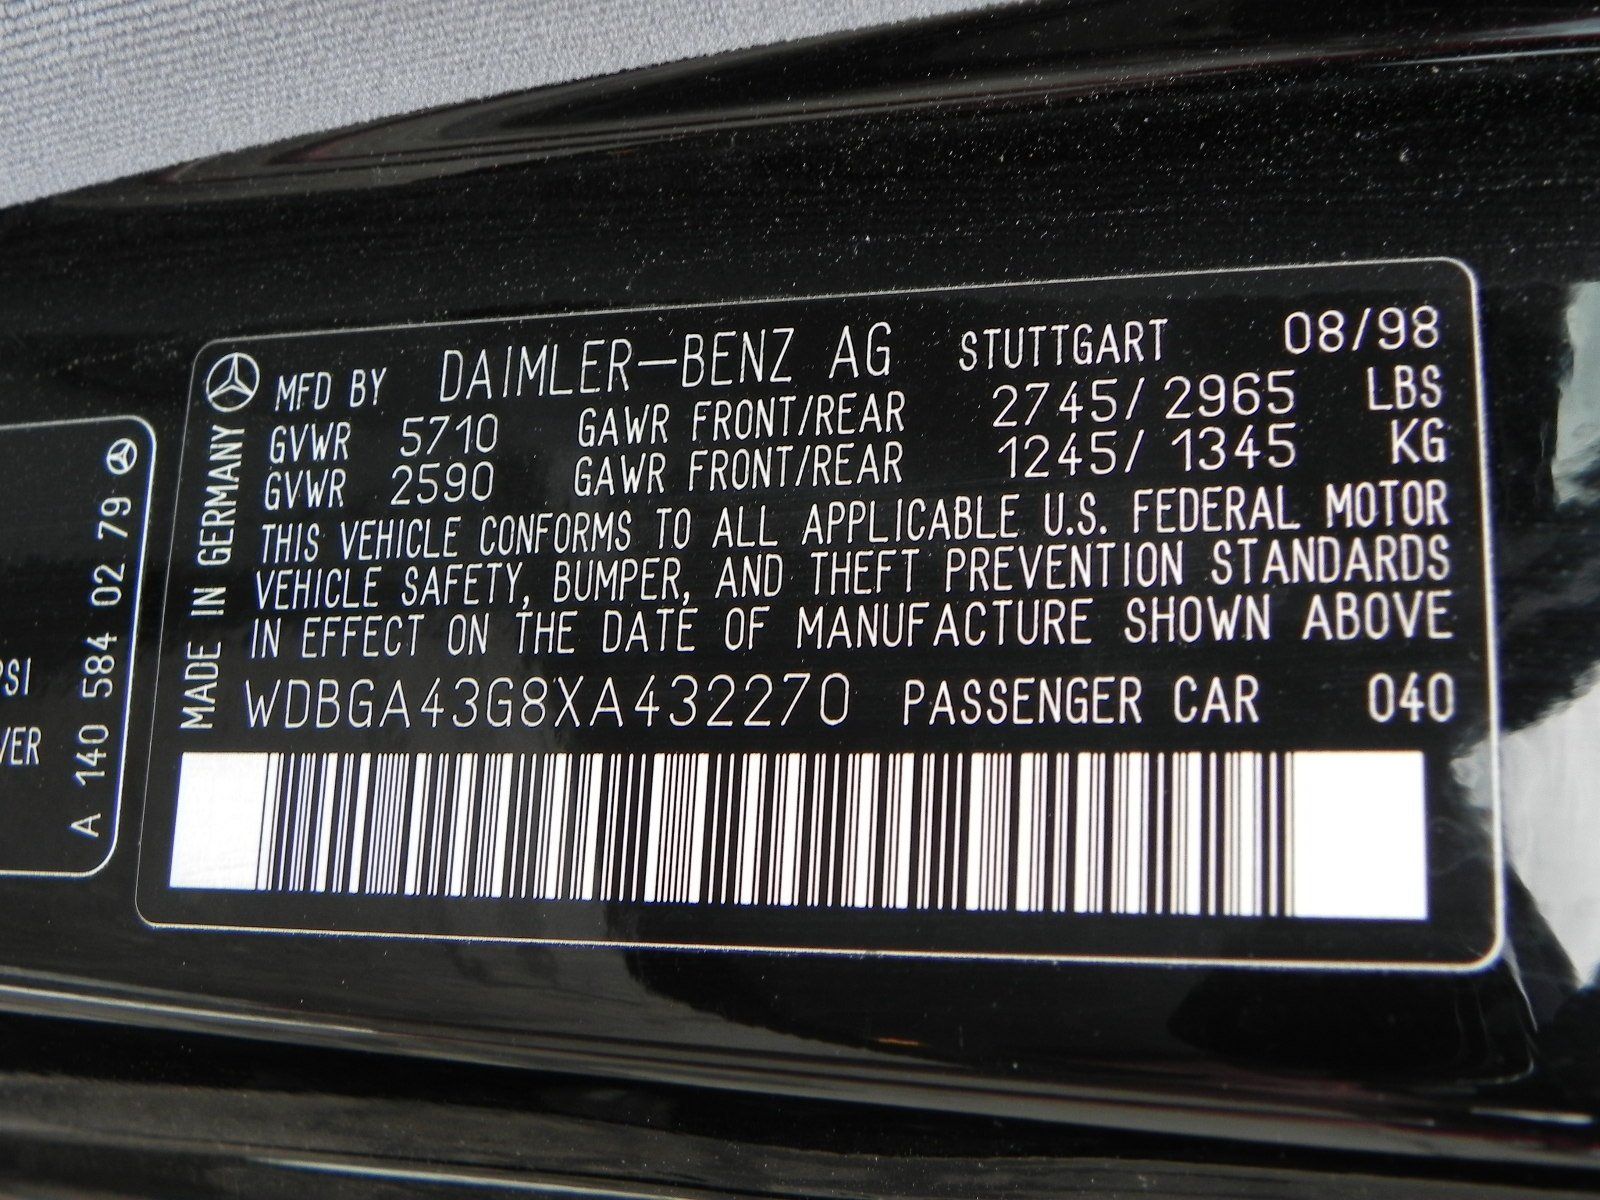 MFD BY DAIMLER-BENZ AG STUTTGART 08/98
GVWR 5710 GAWR FRONT/REAR 2745/2965 LBS
GVWR 2590 GAWR FRONT/REAR 1245/1345 KG
THIS VEHICLE CONFORMS TO ALL APPLICABLE U.S. FEDERAL MOTOR
VEHICLE SAFETY, BUMPER, AND THEFT PREVENTION STANDARDS
IN EFFECT ON THE DATE OF MANUFACTURE SHOWN ABOVE
WDBGA43G8XA432270 PASSENGER CAR 040
MADE IN GERMANY
A 140 584 02 79